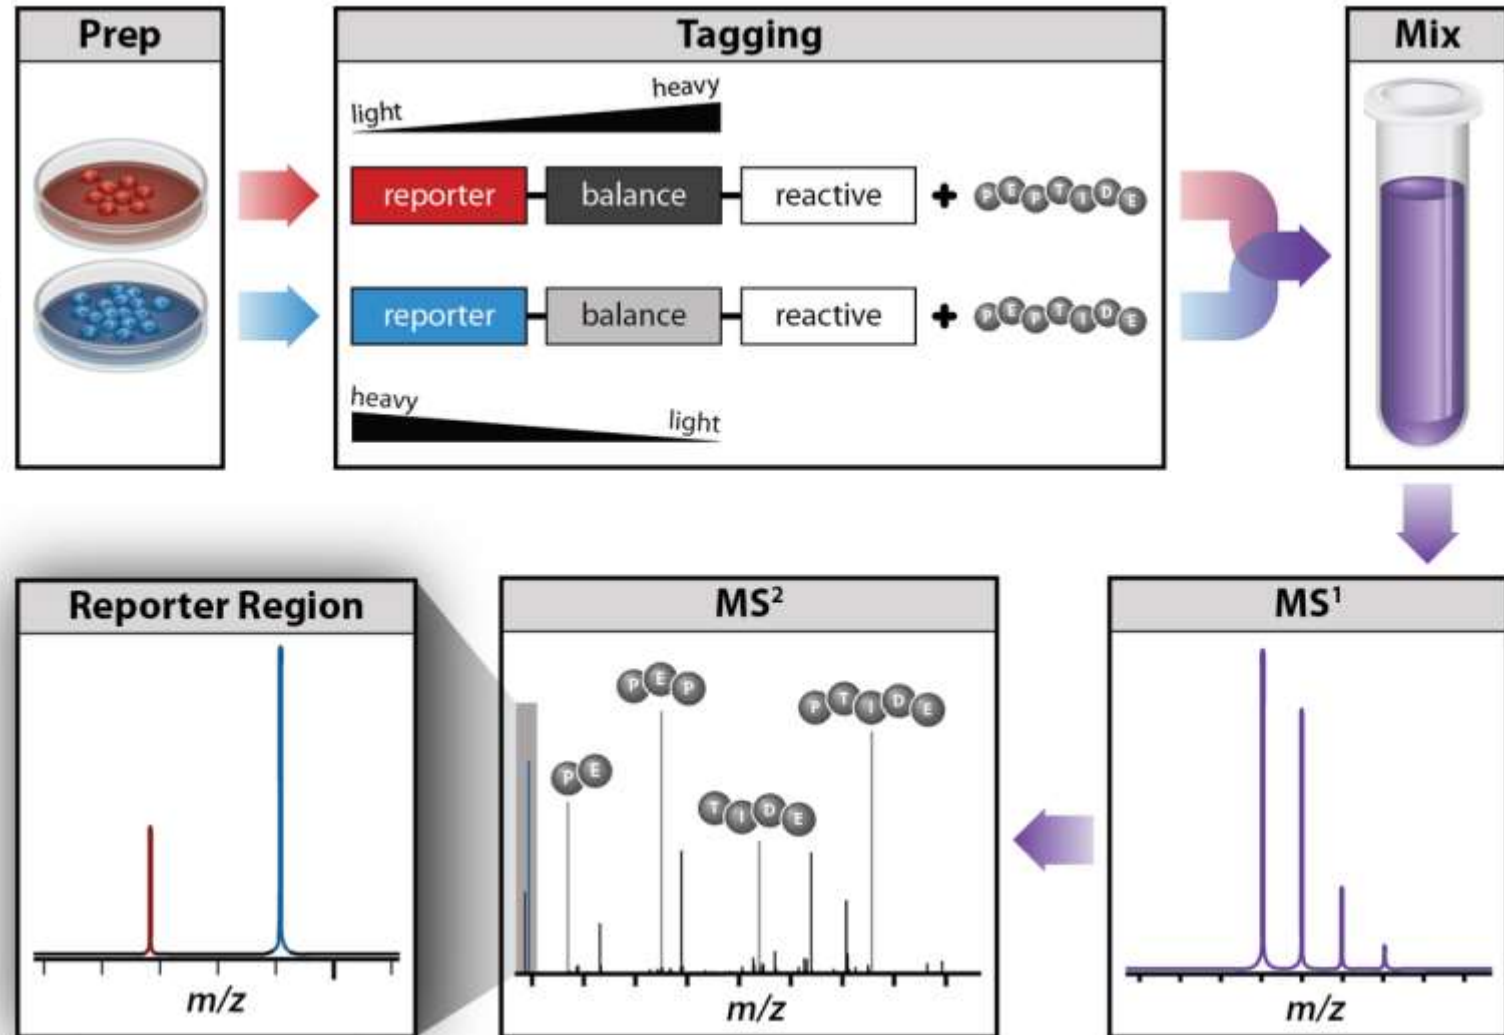 Prep
Tagging
Mix
light
heavy
reporter
balance
reactive
+
PEPTIDE
reporter
balance
reactive
+
PEPTIDE
heavy
light
Reporter Region
m/z
MS²
PE
PEP
TIDE
PTIDE
m/z
MS¹
m/z